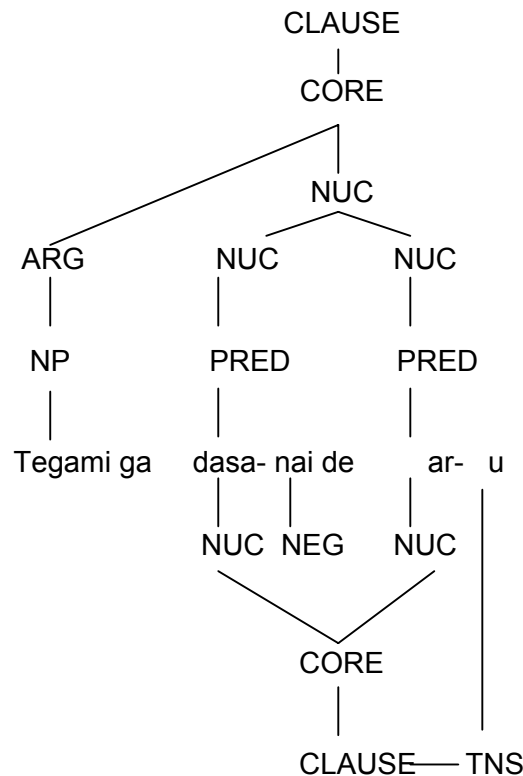 CLAUSE
CORE
NUC
ARG NUC NUC
NP PRED PRED
Tegami ga dasa- nai de ar- u
NUC NEG NUC
CORE
CLAUSE TNS